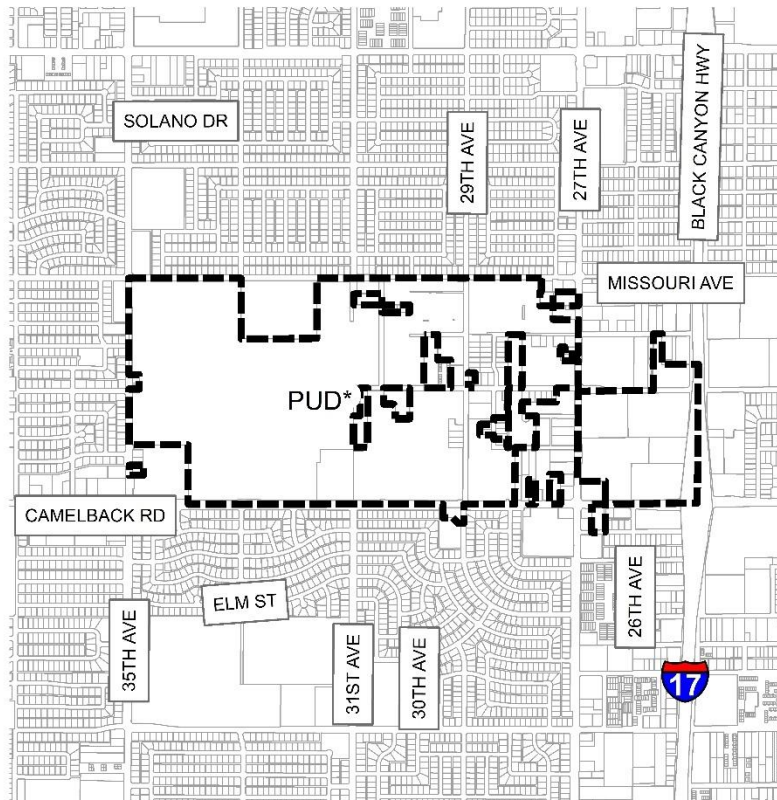 SOLANO DR
29TH AVE
27TH AVE
BLACK CANYON HWY
MISSOURI AVE
PUD*
CAMELBACK RD
ELM ST
35TH AVE
31ST AVE
30TH AVE
26TH AVE
17